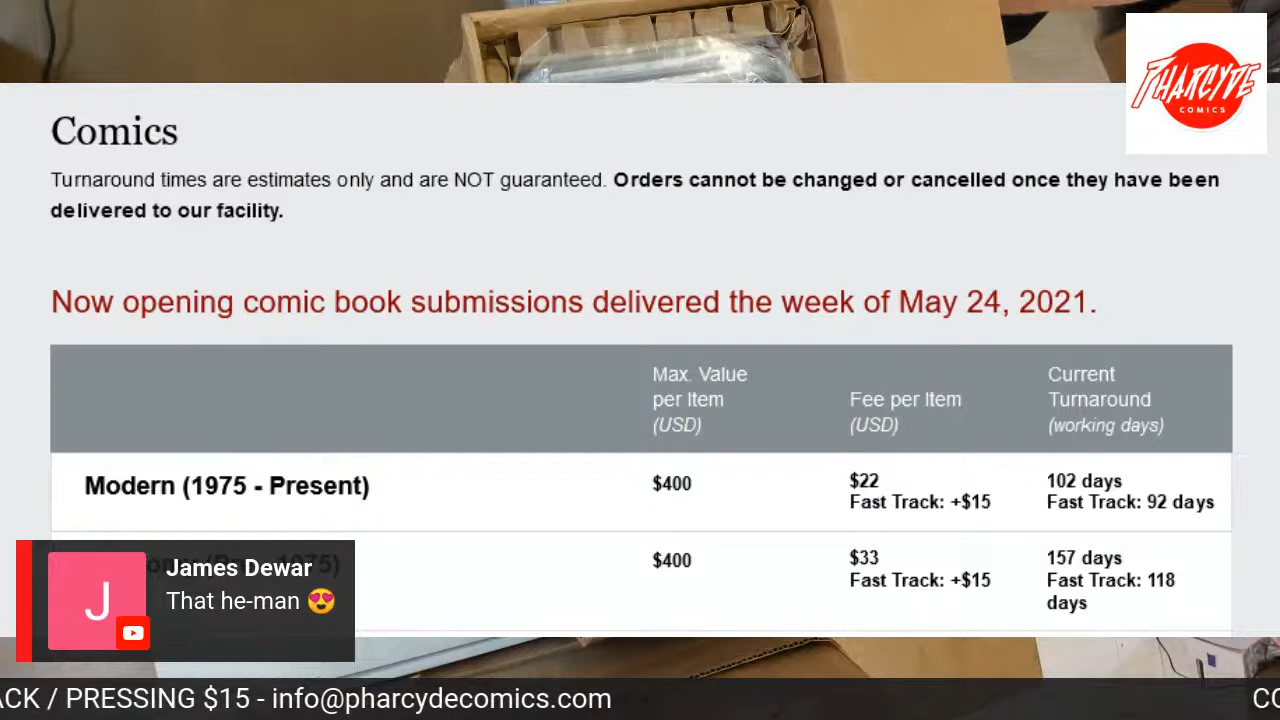 PHARCYDE
COMICS
Comics
Turnaround times are estimates only and are NOT guaranteed. Orders cannot be changed or cancelled once they have been
delivered to our facility.
Now opening comic book submissions delivered the week of May 24, 2021.
Max. Value
per Item
(USD)
Fee per Item
(USD)
Current
Turnaround
(working days)
Modern (1975 - Present)
$400
$22
Fast Track: +$15
102 days
Fast Track: 92 days
$400
$33
Fast Track: +$15
157 days
Fast Track: 118
days
J
James Dewar
That he-man 😍
ACK / PRESSING $15 - info@pharcydecomics.com
CO